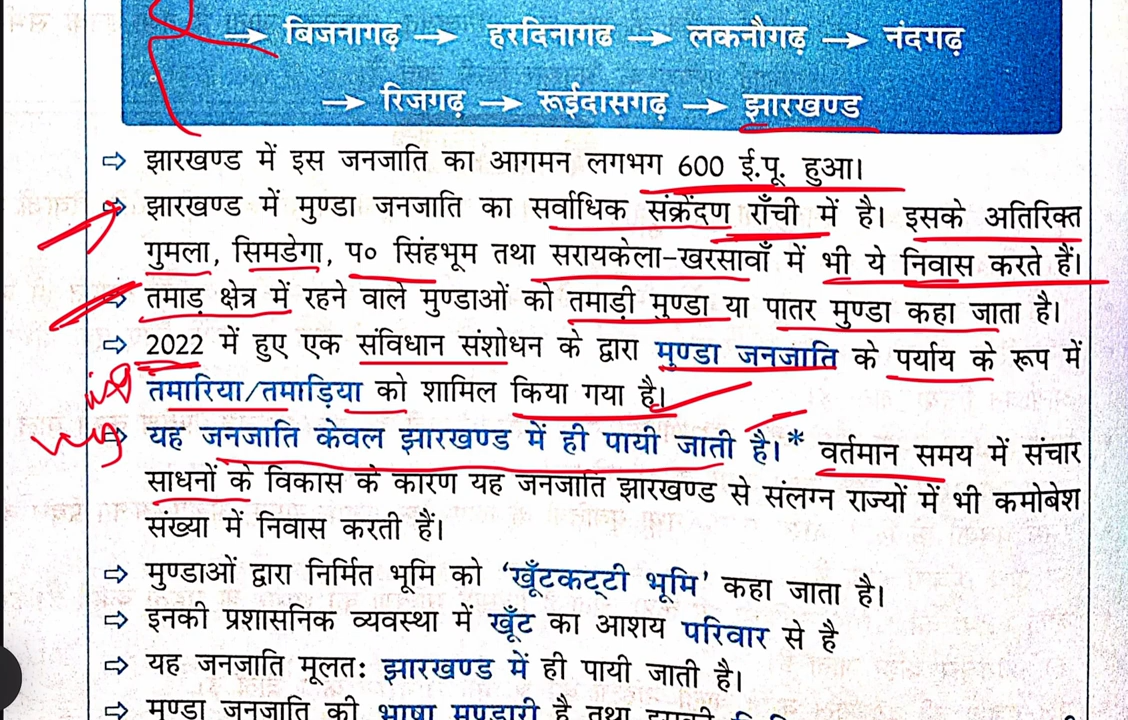 → बिजनागढ़ → हरदिनागढ → लकनौगढ़ → नंदगढ़
→ रिजगढ़ → रूईदासगढ़ → झारखण्ड
⇨ झारखण्ड में इस जनजाति का आगमन लगभग 600 ई.पू. हुआ।
⇨ झारखण्ड में मुण्डा जनजाति का सर्वाधिक संक्रेंदण राँची में है। इसके अतिरिक्त
गुमला, सिमडेगा, प० सिंहभूम तथा सरायकेला-खरसावाँ में भी ये निवास करते हैं।
⇨ तमाड़ क्षेत्र में रहने वाले मुण्डाओं को तमाड़ी मुण्डा या पातर मुण्डा कहा जाता है।
⇨ 2022 में हुए एक संविधान संशोधन के द्वारा मुण्डा जनजाति के पर्याय के रूप में
तमारिया/तमाड़िया को शामिल किया गया है।
⇨ यह जनजाति केवल झारखण्ड में ही पायी जाती है।* वर्तमान समय में संचार
साधनों के विकास के कारण यह जनजाति झारखण्ड से संलग्न राज्यों में भी कमोबेश
संख्या में निवास करती हैं।
⇨ मुण्डाओं द्वारा निर्मित भूमि को ‘खूँटकट्टी भूमि’ कहा जाता है।
⇨ इनकी प्रशासनिक व्यवस्था में खूँट का आशय परिवार से है
⇨ यह जनजाति मूलतः झारखण्ड में ही पायी जाती है।
⇨ मुण्डा जनजाति की भाषा मुण्डारी है तथा